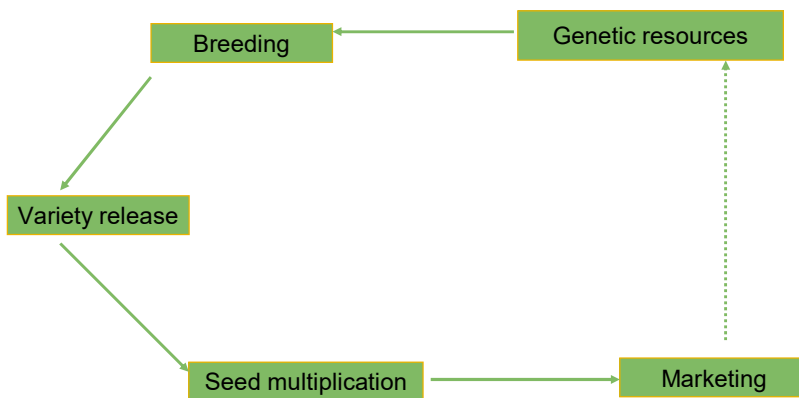 Breeding
Genetic resources
Variety release
Seed multiplication
Marketing